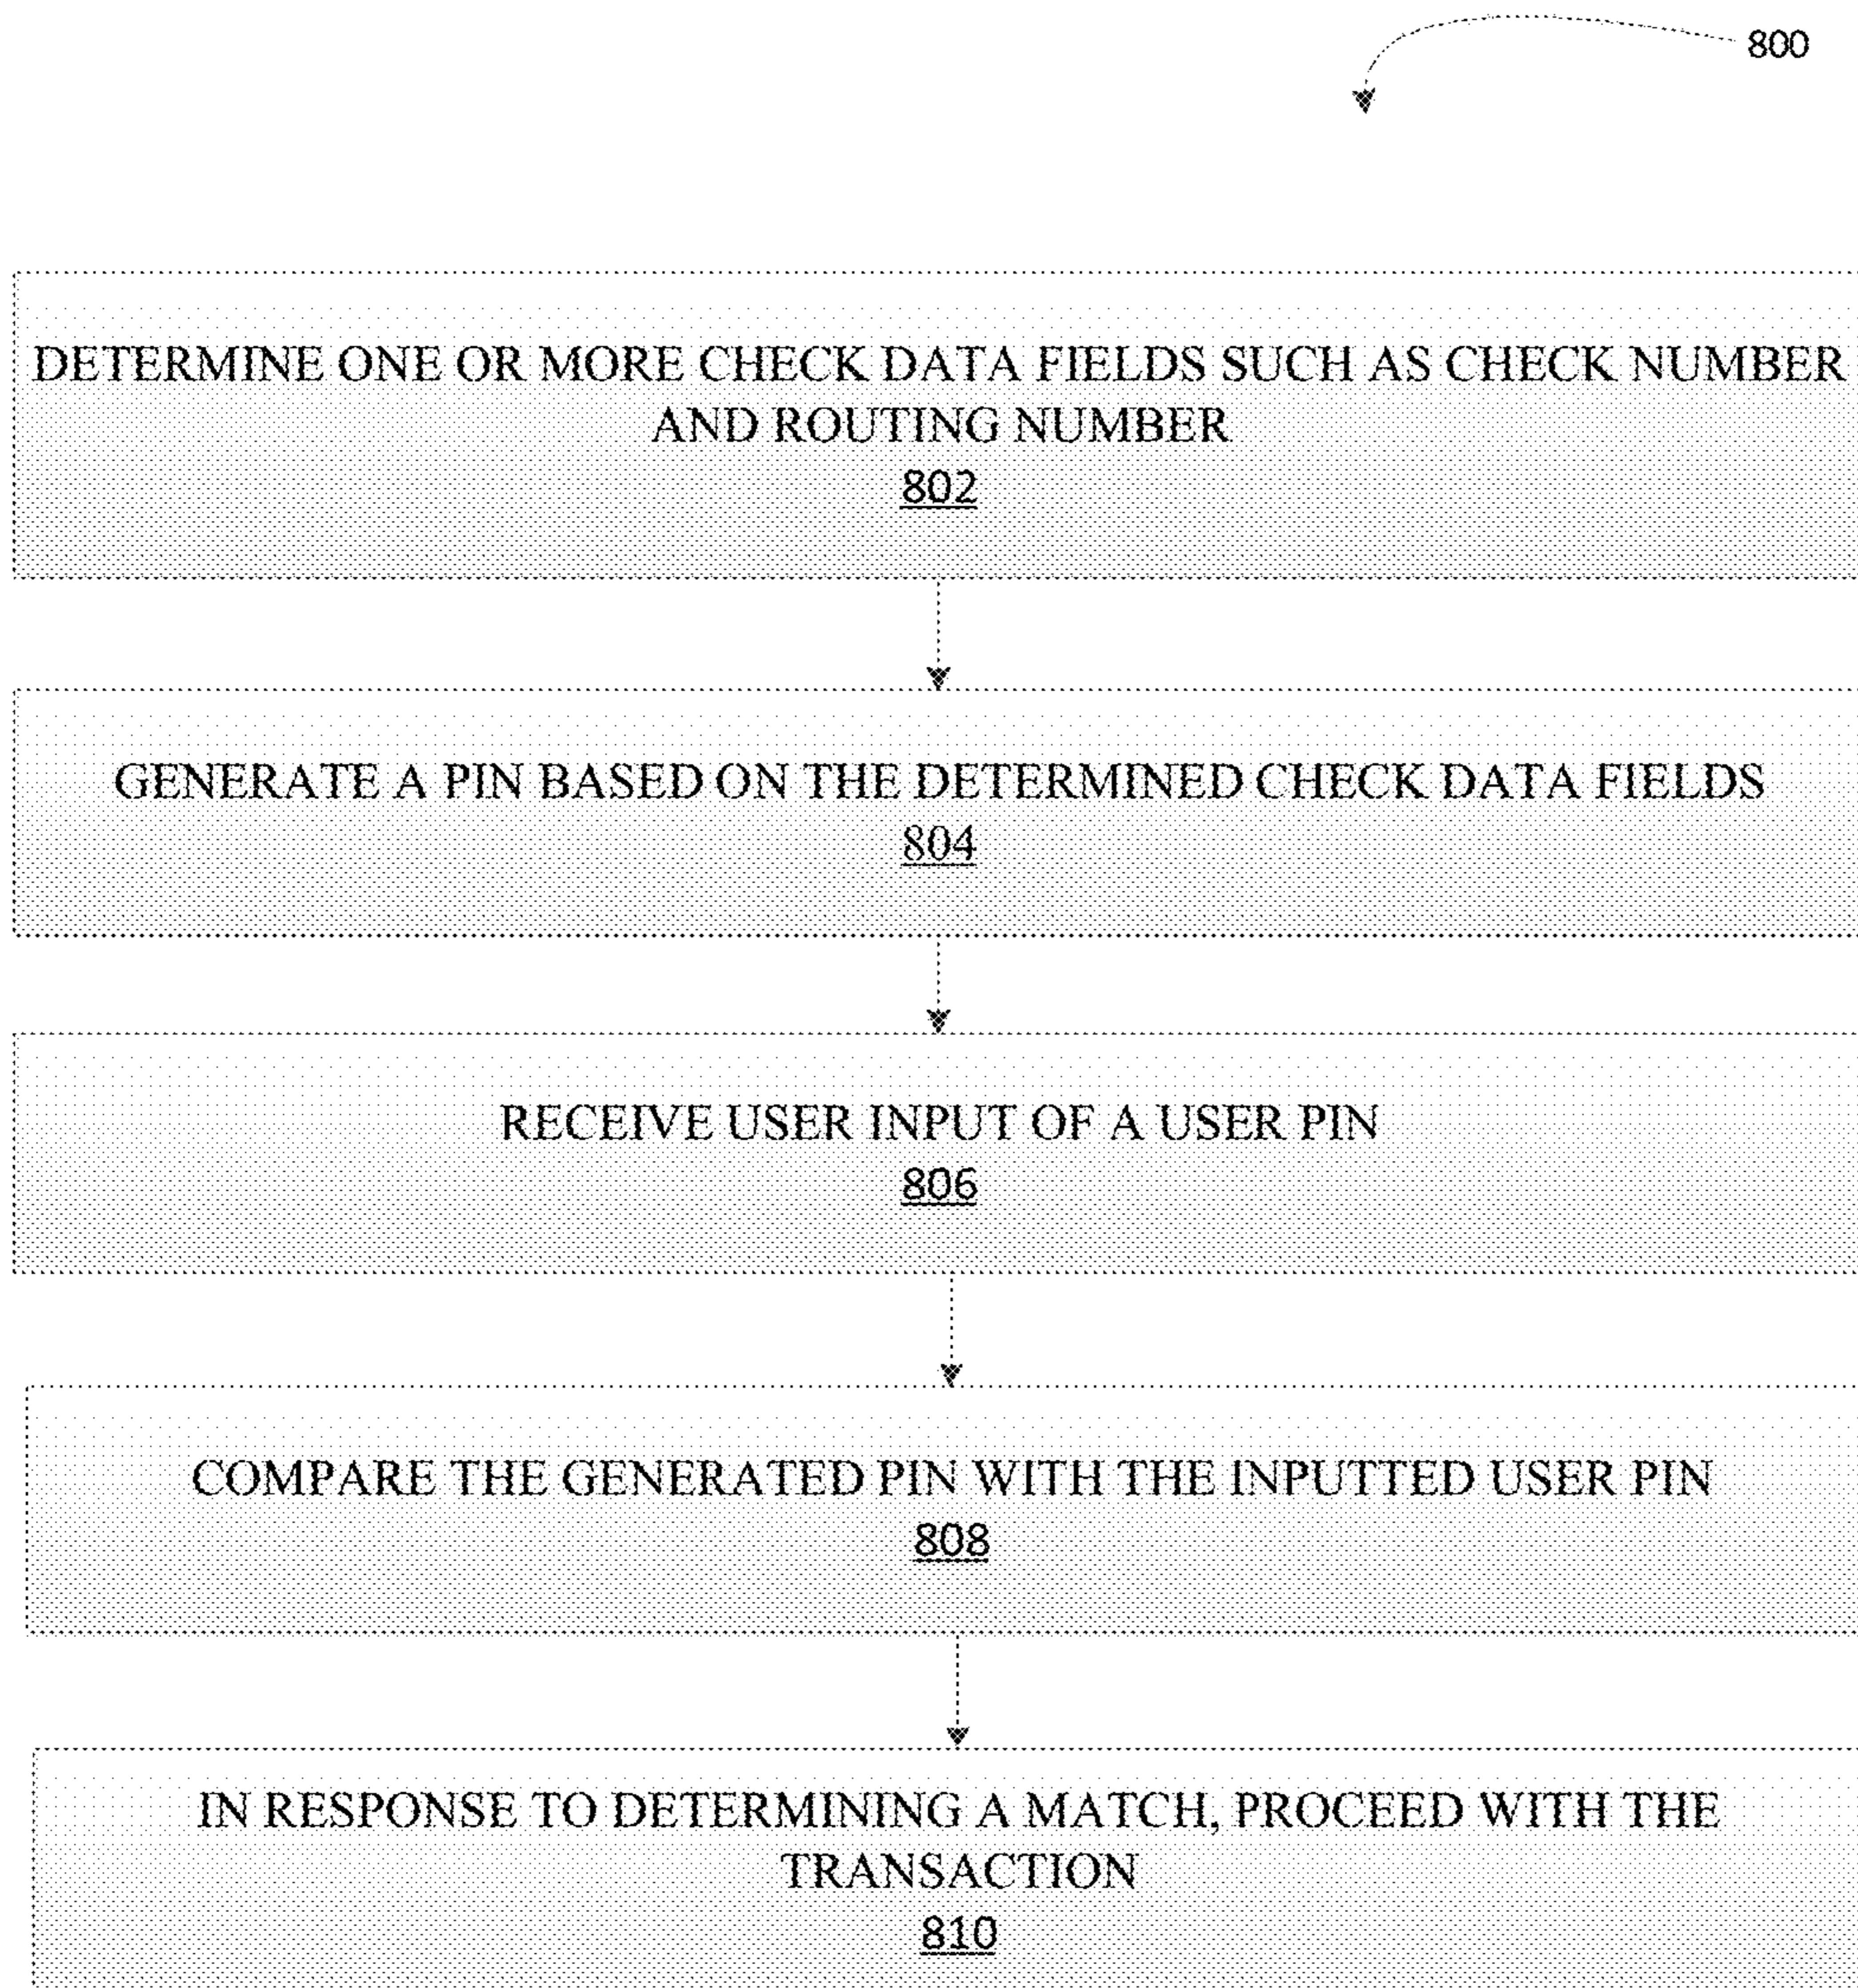 800
DETERMINE ONE OR MORE CHECK DATA FIELDS SUCH AS CHECK NUMBER
AND ROUTING NUMBER
802
GENERATE A PIN BASED ON THE DETERMINED CHECK DATA FIELDS
804
RECEIVE USER INPUT OF A USER PIN
806
COMPARE THE GENERATED PIN WITH THE INPUTTED USER PIN
808
IN RESPONSE TO DETERMINING A MATCH, PROCEED WITH THE
TRANSACTION
810